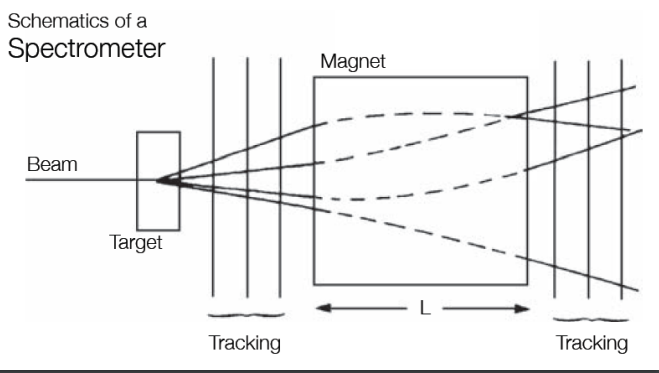 Schematics of a
Spectrometer
Magnet
Beam
Target
L
Tracking
Tracking